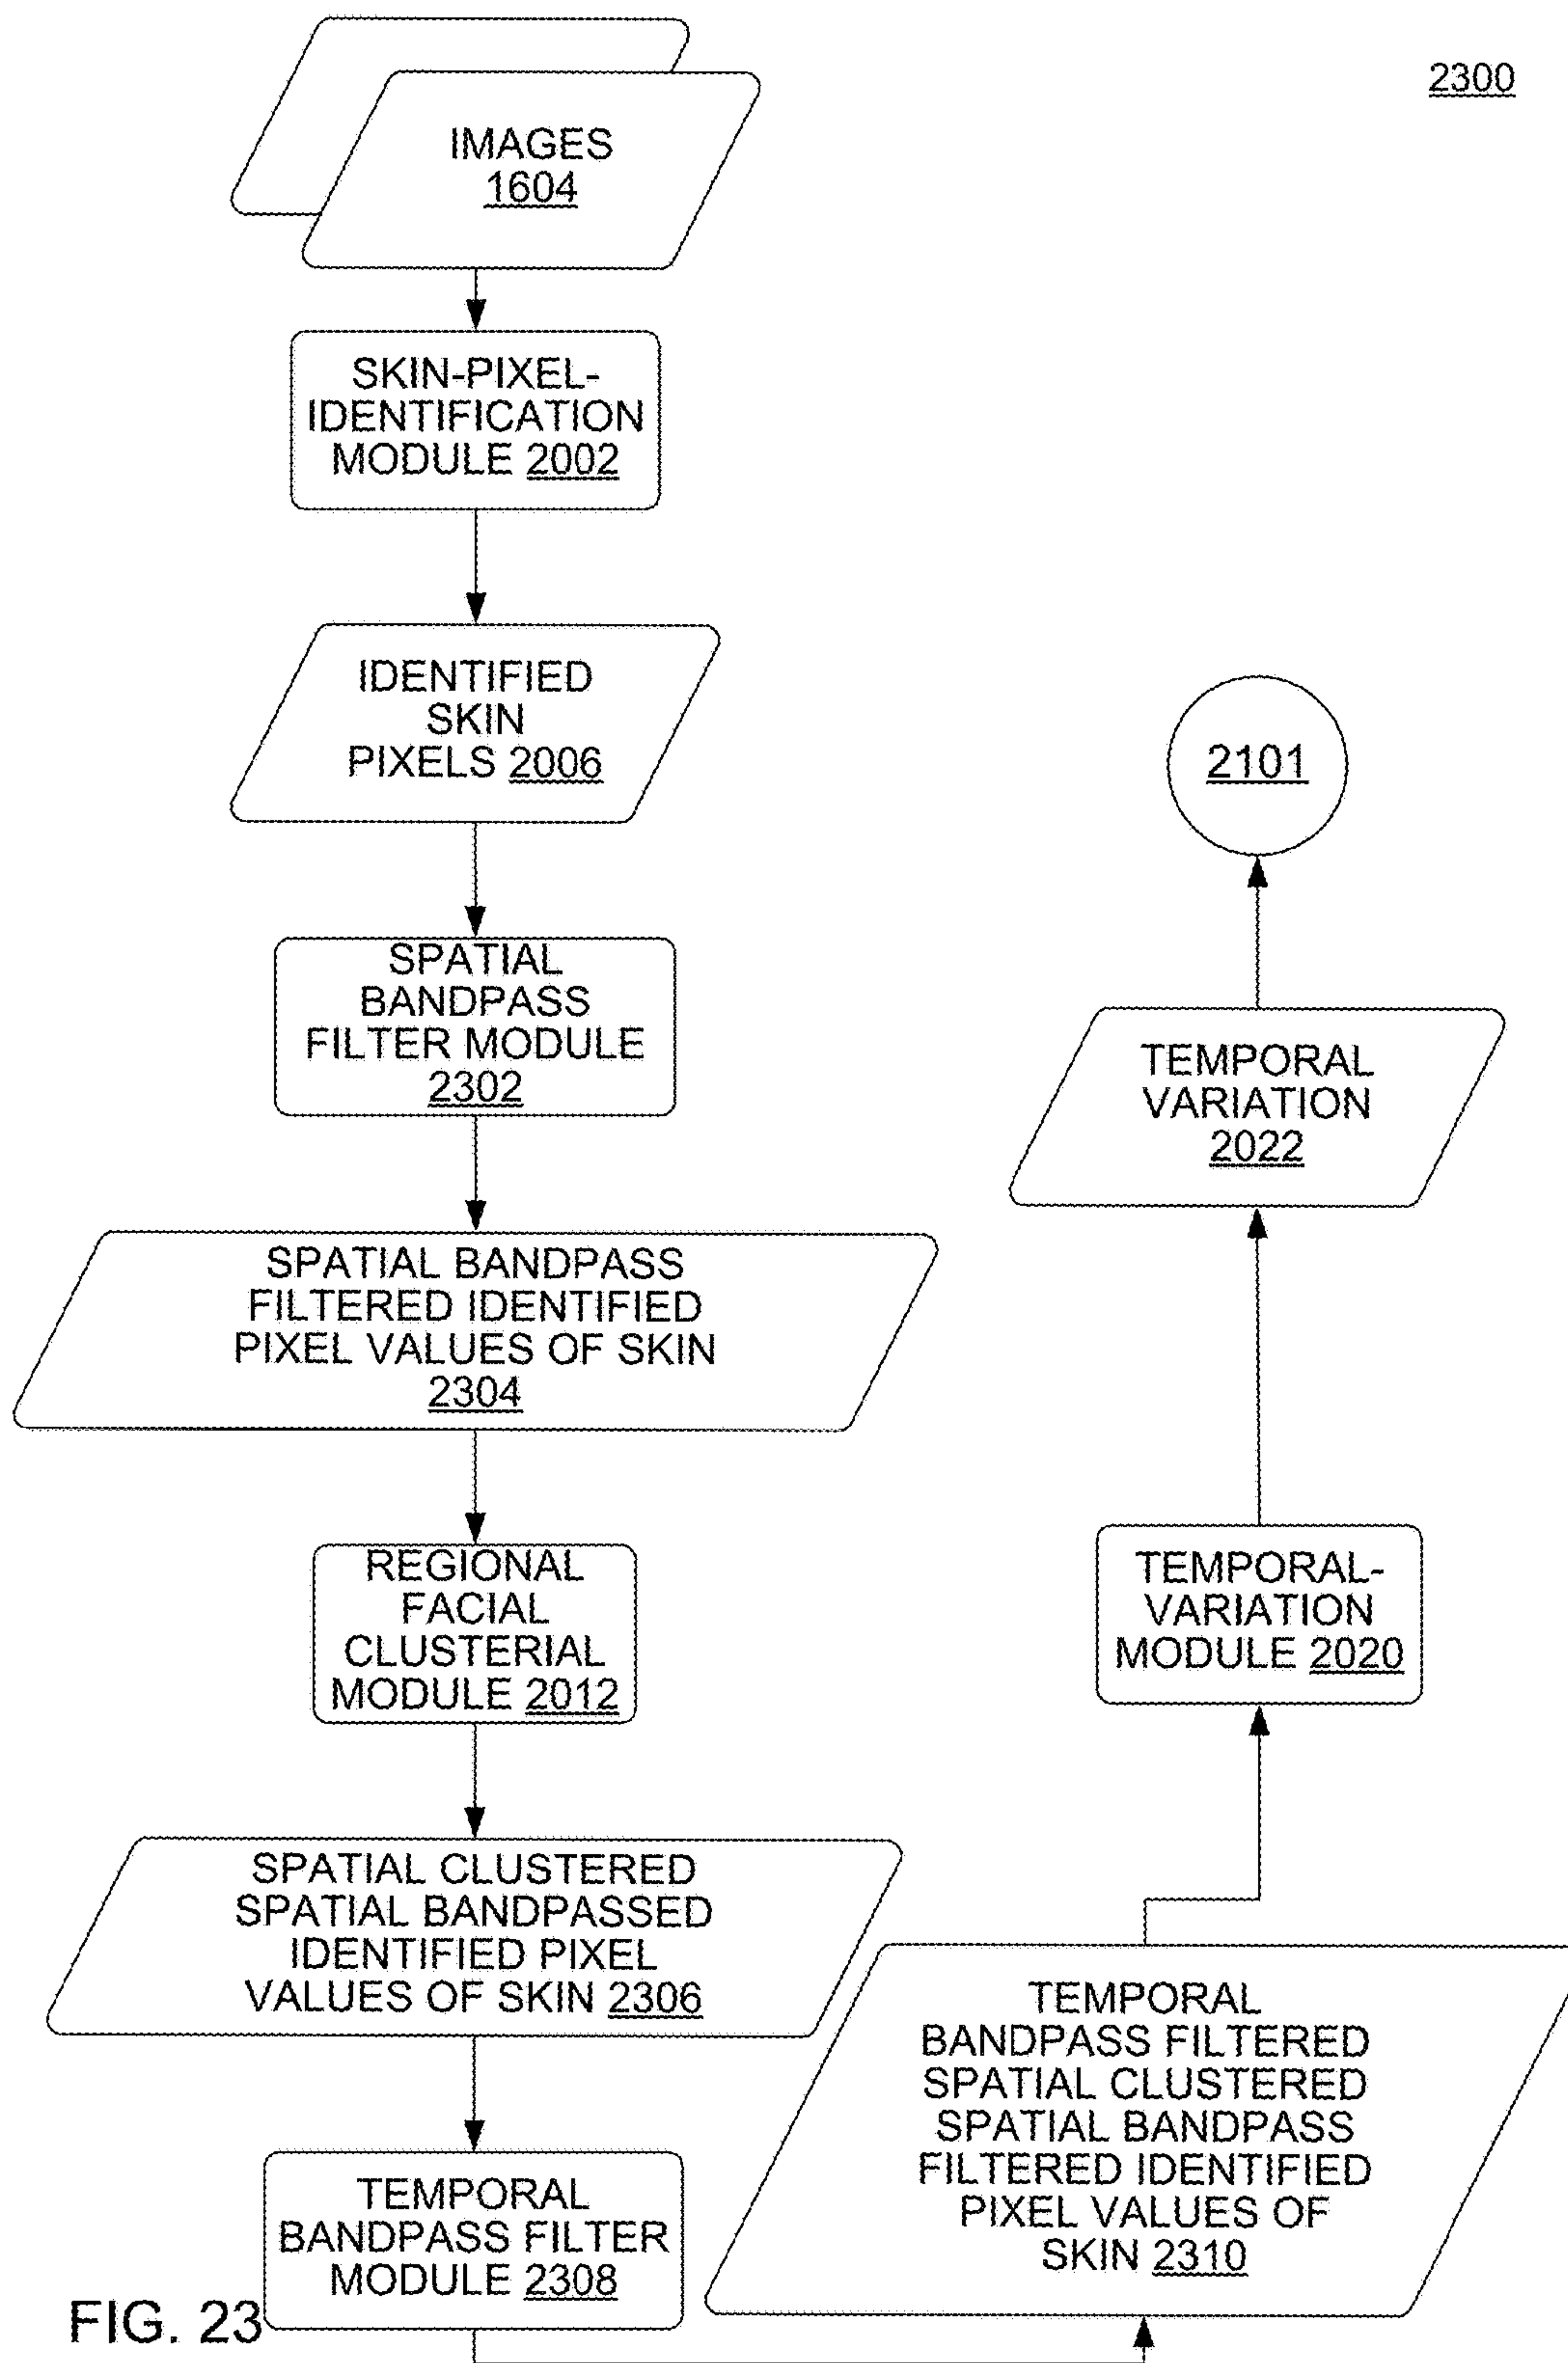 2300
IMAGES
1604
SKIN-PIXEL-
IDENTIFICATION
MODULE 2002
IDENTIFIED
SKIN
PIXELS 2006
SPATIAL
BANDPASS
FILTER MODULE
2302
SPATIAL BANDPASS
FILTERED IDENTIFIED
PIXEL VALUES OF SKIN
2304
REGIONAL
FACIAL
CLUSTERIAL
MODULE 2012
SPATIAL CLUSTERED
SPATIAL BANDPASSED
IDENTIFIED PIXEL
VALUES OF SKIN 2306
TEMPORAL
BANDPASS FILTER
MODULE 2308
TEMPORAL
BANDPASS FILTERED
SPATIAL CLUSTERED
SPATIAL BANDPASS
FILTERED IDENTIFIED
PIXEL VALUES OF
SKIN 2310
TEMPORAL-
VARIATION
MODULE 2020
TEMPORAL
VARIATION
2022
2101
FIG. 23